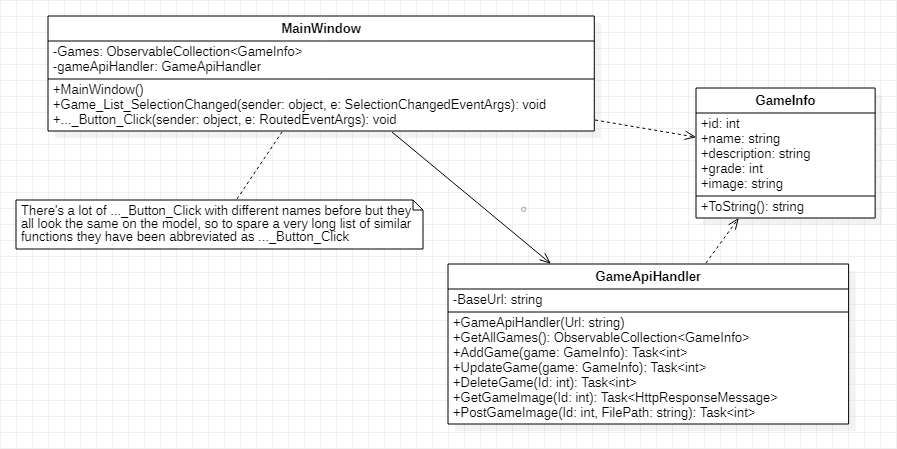 MainWindow
-Games: ObservableCollection<GameInfo>
-gameApiHandler: GameApiHandler
+MainWindow()
+Game_List_SelectionChanged(sender: object, e: SelectionChangedEventArgs): void
+..._Button_Click(sender: object, e: RoutedEventArgs): void
GameInfo
+id: int
+name: string
+description: string
+grade: int
+image: string
+ToString(): string
There's a lot of ..._Button_Click with different names before but they
all look the same on the model, so to spare a very long list of similar
functions they have been abbreviated as ..._Button_Click
GameApiHandler
-BaseUrl: string
+GameApiHandler(Url: string)
+GetAllGames(): ObservableCollection<GameInfo>
+AddGame(game: GameInfo): Task<int>
+UpdateGame(game: GameInfo): Task<int>
+DeleteGame(Id: int): Task<int>
+GetGameImage(Id: int): Task<HttpResponseMessage>
+PostGameImage(Id: int, FilePath: string): Task<int>